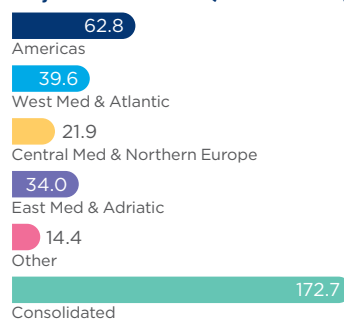 62.8
Americas
39.6
West Med & Atlantic
21.9
Central Med & Northern Europe
34.0
East Med & Adriatic
14.4
Other
172.7
Consolidated